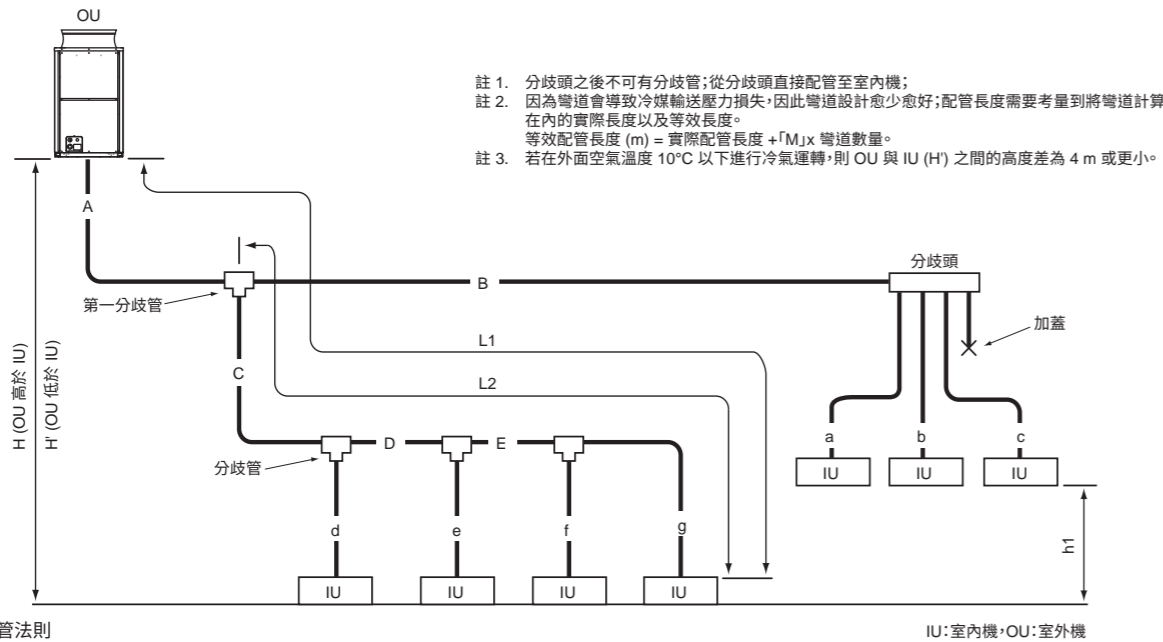 OU
註 1. 分歧頭之後不可有分歧管;從分歧頭直接配管至室內機;
註 2. 因為彎道會導致冷媒輸送壓力損失,因此彎道設計愈少愈好;配管長度需要考量到將彎道計算
在內的實際長度以及等效長度。
等效配管長度 (m) = 實際配管長度 +「M」x 彎道數量。
註 3. 若在外面空氣溫度 10°C 以下進行冷氣運轉,則 OU 與 IU (H') 之間的高度差為 4 m 或更小。
A
分歧頭
B
第一分歧管
加蓋
L1
H (OU 高於 IU)
H' (OU 低於 IU)
C
L2
a
b
c
D
E
分歧管
IU
IU
IU
d
e
f
g
h1
IU
IU
IU
IU
管法則
IU:室內機,OU:室外機